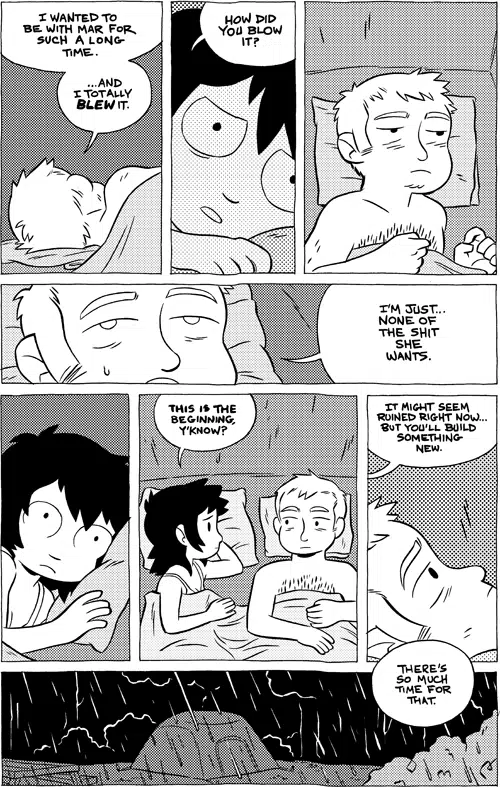 I WANTED TO
BE WITH MAR FOR
SUCH A LONG
TIME.
...AND
I TOTALLY
BLEW IT.
HOW DID
YOU BLOW
IT?
I'M JUST...
NONE OF
THE SHIT
SHE
WANTS.
THIS IS THE
BEGINNING,
Y'KNOW?
IT MIGHT SEEM
RUINED RIGHT NOW...
BUT YOU'LL BUILD
SOMETHING
NEW.
THERE'S
SO MUCH
TIME FOR
THAT.